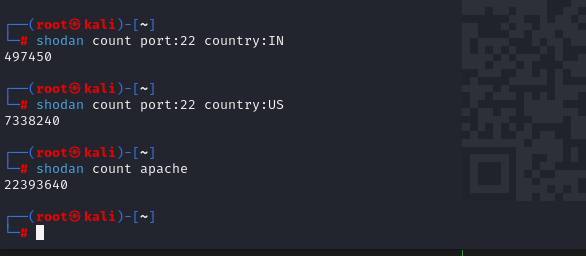 ┌──(root㉿kali)-[~]
└─# shodan count port:22 country:IN
497450
┌──(root㉿kali)-[~]
└─# shodan count port:22 country:US
7338240
┌──(root㉿kali)-[~]
└─# shodan count apache
22393640
┌──(root㉿kali)-[~]
└─#